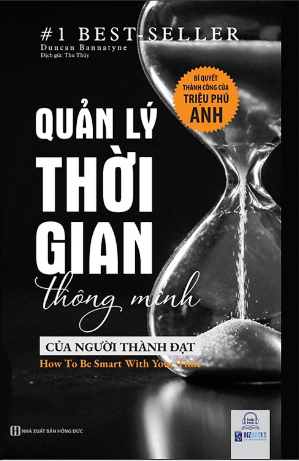 #1 BEST-SELLER
Duncan Bannatyne
Dịch giả: Thu Thủy
BÍ QUYẾT
THÀNH CÔNG CỦA
TRIỆU PHÚ
ANH
QUẢN LÝ
THỜI
GIAN
thông minh
CỦA NGƯỜI THÀNH ĐẠT
How To Be Smart With Your Time
NHÀ XUẤT BẢN HỒNG ĐỨC
BIZBOOKS